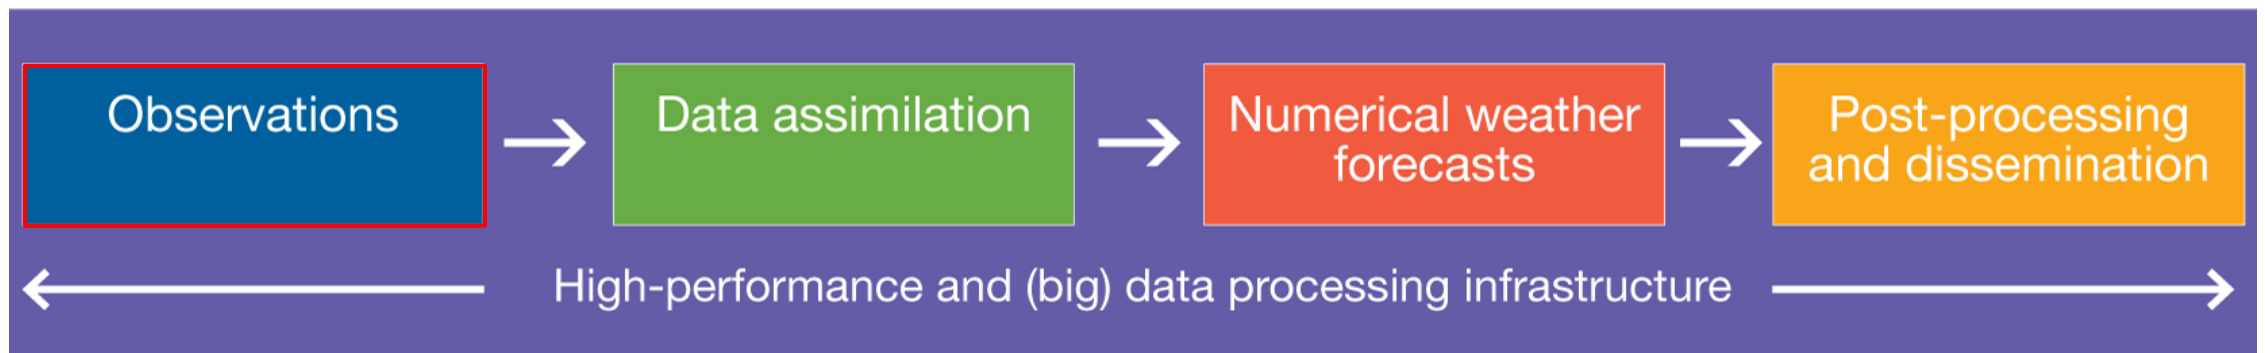 Observations
Data assimilation
Numerical weather
forecasts
Post-processing
and dissemination
High-performance and (big) data processing infrastructure